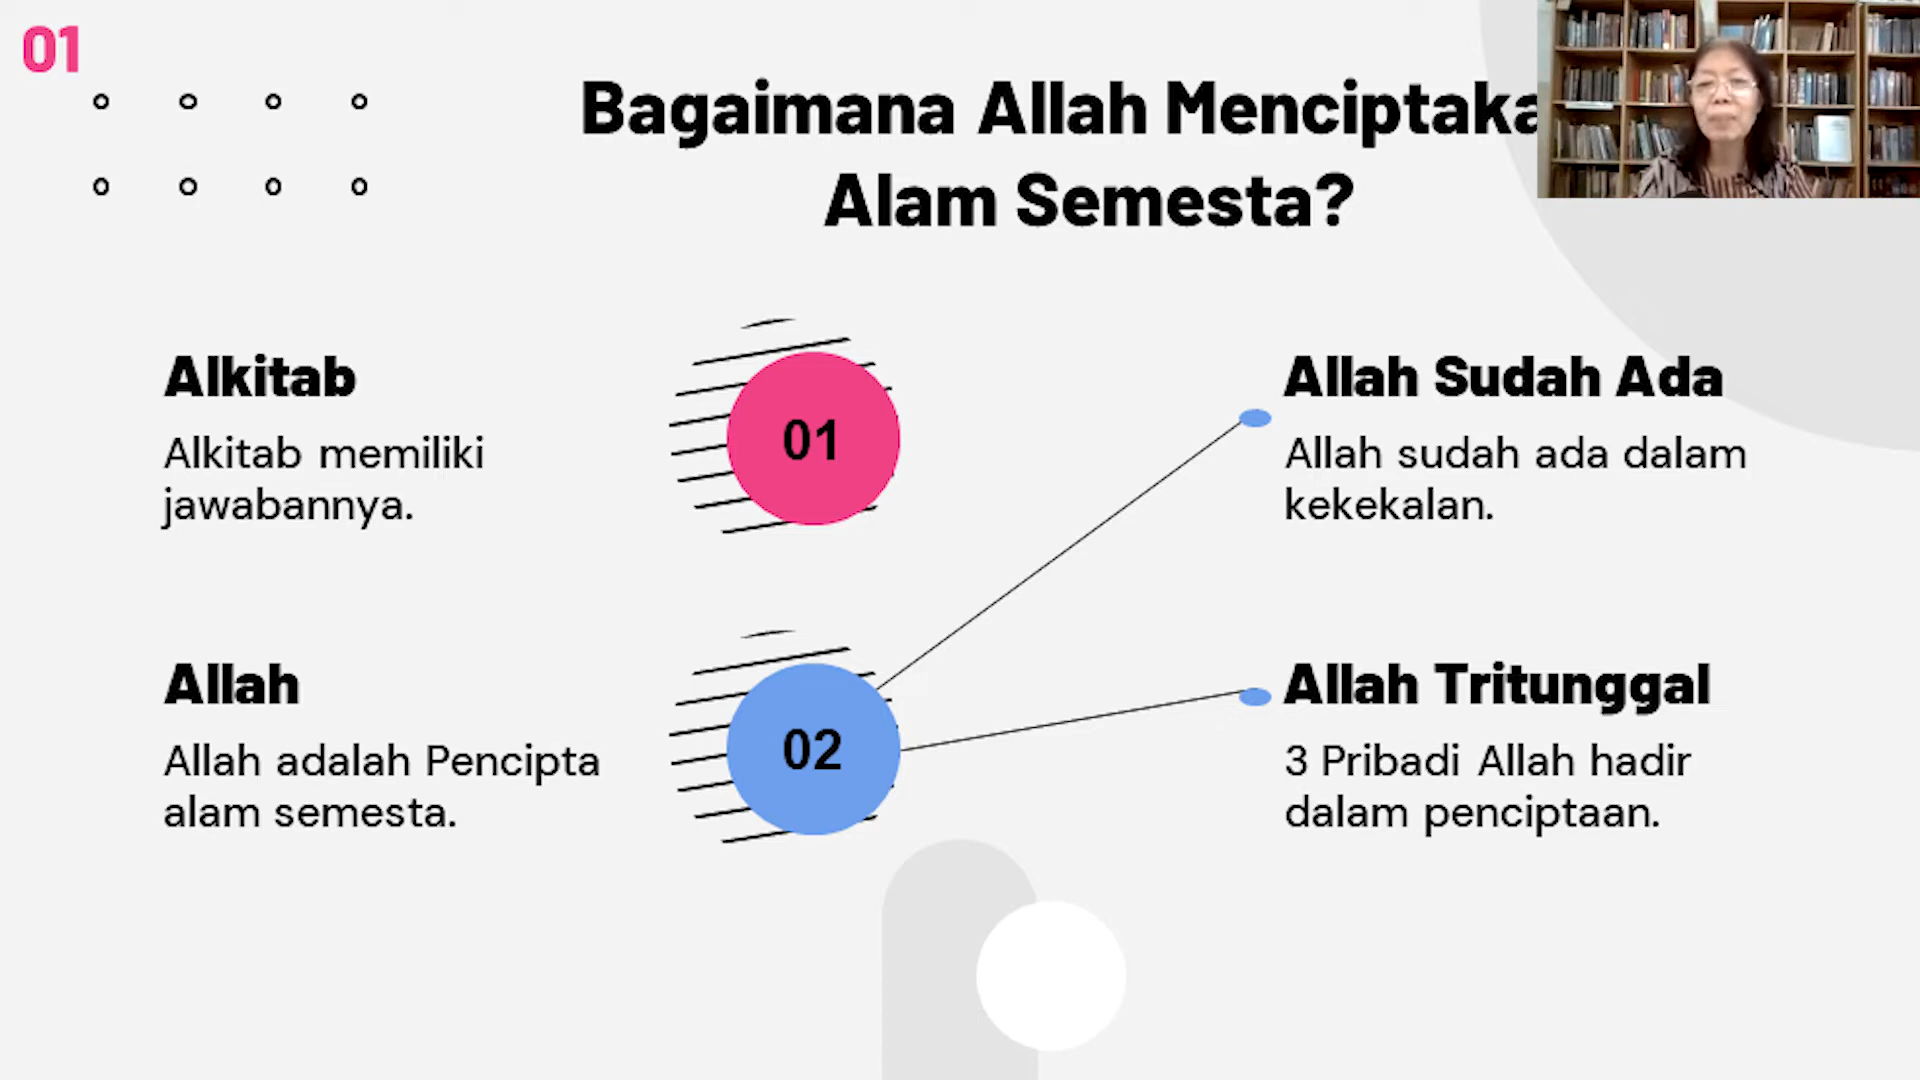 01
Bagaimana Allah Menciptaka
Alam Semesta?
Alkitab
Alkitab memiliki
jawabannya.
01
Allah Sudah Ada
Allah sudah ada dalam
kekekalan.
Allah
Allah adalah Pencipta
alam semesta.
02
Allah Tritunggal
3 Pribadi Allah hadir
dalam penciptaan.